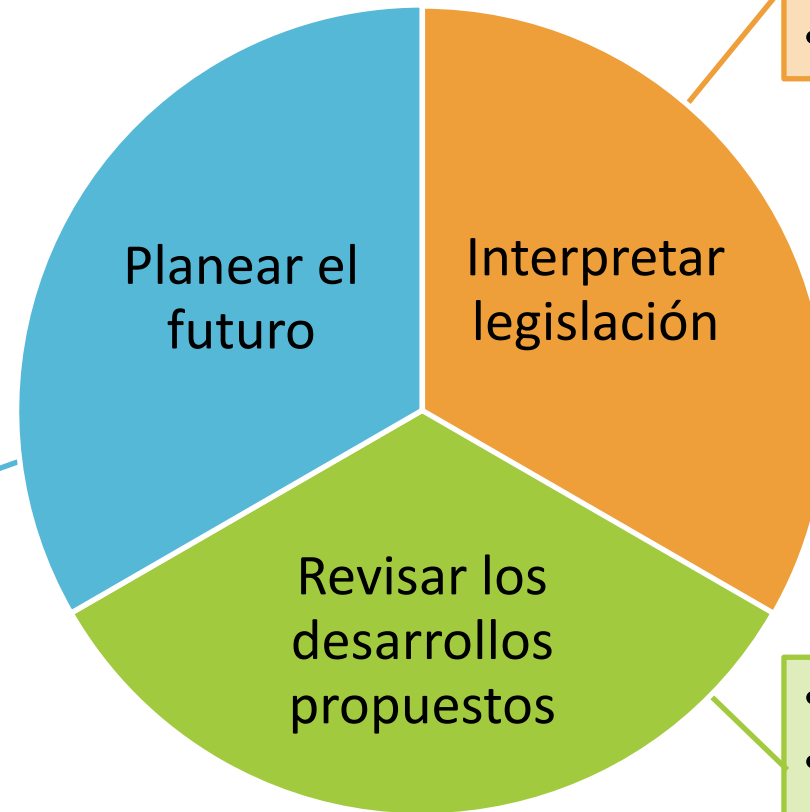 Planear el
futuro
Interpretar
legislación
Revisar los
desarrollos
propuestos